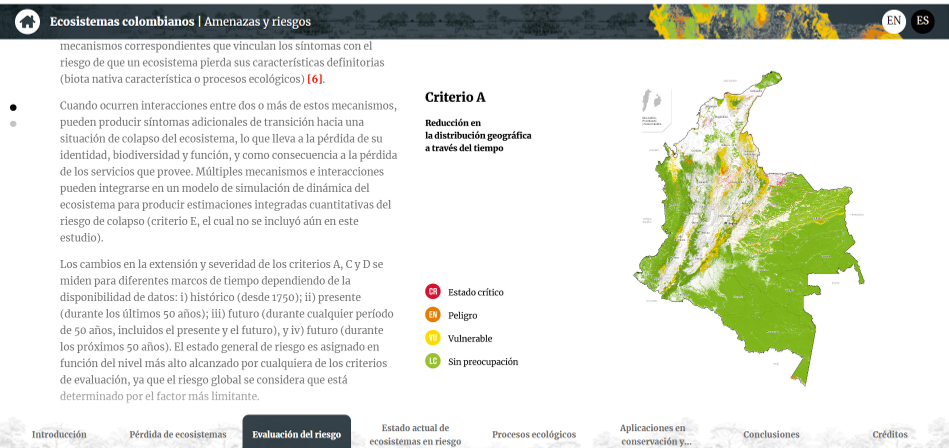 Ecosistemas colombianos | Amenazas y riesgos
EN
ES
mecanismos correspondientes que vinculan los síntomas con el
riesgo de que un ecosistema pierda sus características definitorias
(biota nativa característica o procesos ecológicos) [6].
Cuando ocurren interacciones entre dos o más de estos mecanismos,
pueden producir síntomas adicionales de transición hacia una
situación de colapso del ecosistema, lo que lleva a la pérdida de su
identidad, biodiversidad y función, y como consecuencia a la pérdida
de los servicios que provee. Múltiples mecanismos e interacciones
pueden integrarse en un modelo de simulación de dinámica del
ecosistema para producir estimaciones integradas cuantitativas del
riesgo de colapso (criterio E, el cual no se incluyó aún en este
estudio).
Los cambios en la extensión y severidad de los criterios A, C y D se
miden para diferentes marcos de tiempo dependiendo de la
disponibilidad de datos: i) histórico (desde 1750); ii) presente
(durante los últimos 50 años); iii) futuro (durante cualquier período
de 50 años, incluidos el presente y el futuro), y iv) futuro (durante
los próximos 50 años). El estado general de riesgo es asignado en
función del nivel más alto alcanzado por cualquiera de los criterios
de evaluación, ya que el riesgo global se considera que está
determinado por el factor más limitante.
Criterio A
Reducción en
la distribución geográfica
a través del tiempo
CR Estado crítico
EN Peligro
VU Vulnerable
LC Sin preocupación
Introducción
Pérdida de ecosistemas
Evaluación del riesgo
Estado actual de
ecosistemas en riesgo
Procesos ecológicos
Aplicaciones en
conservación y...
Conclusiones
Créditos